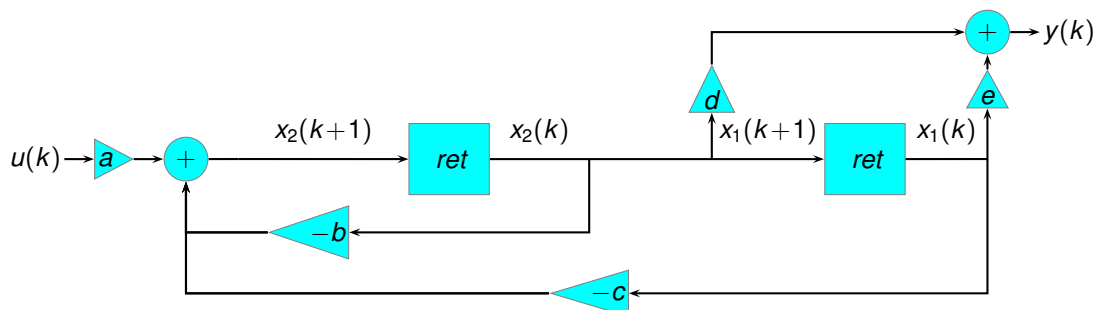 + y(k)
d e
x₂(k+1) x₂(k) x₁(k+1) x₁(k)
u(k) a + ret ret
−b
−c